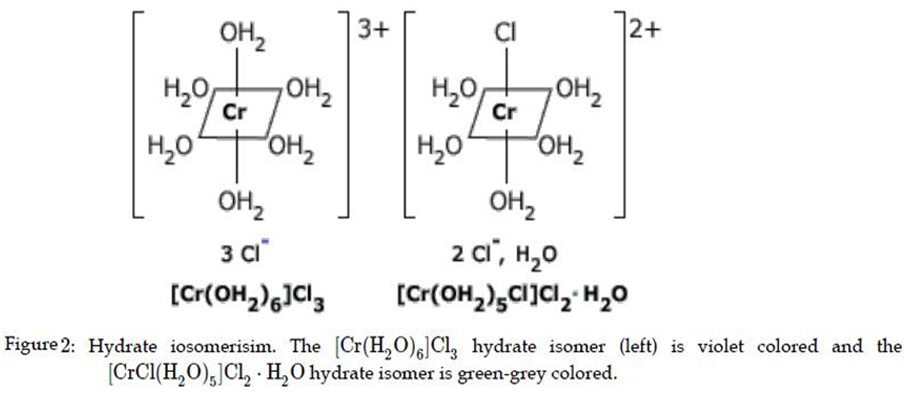 OH₂ 3+ Cl 2+
H₂O OH₂ H₂O OH₂
Cr Cr
H₂O OH₂ H₂O OH₂
OH₂ OH₂
3 Cl⁻ 2 Cl⁻, H₂O
[Cr(OH₂)₆]Cl₃ [Cr(OH₂)₅Cl]Cl₂·H₂O
Figure 2: Hydrate iosomerisim. The [Cr(H₂O)₆]Cl₃ hydrate isomer (left) is violet colored and the
[CrCl(H₂O)₅]Cl₂ · H₂O hydrate isomer is green-grey colored.